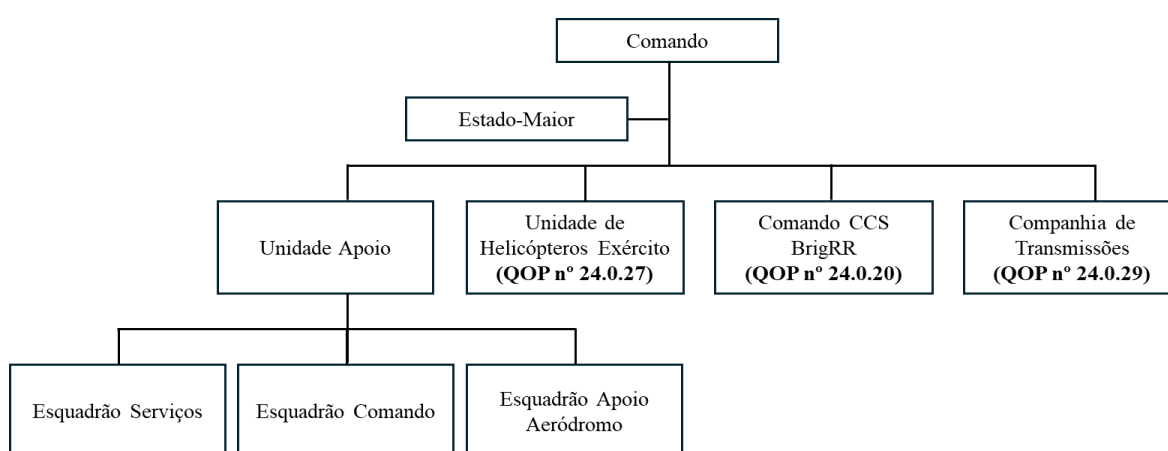 Comando
Estado-Maior
Unidade Apoio
Unidade de
Helicópteros Exército
(QOP nº 24.0.27)
Comando CCS
BrigRR
(QOP nº 24.0.20)
Companhia de
Transmissões
(QOP nº 24.0.29)
Esquadrão Serviços
Esquadrão Comando
Esquadrão Apoio
Aeródromo